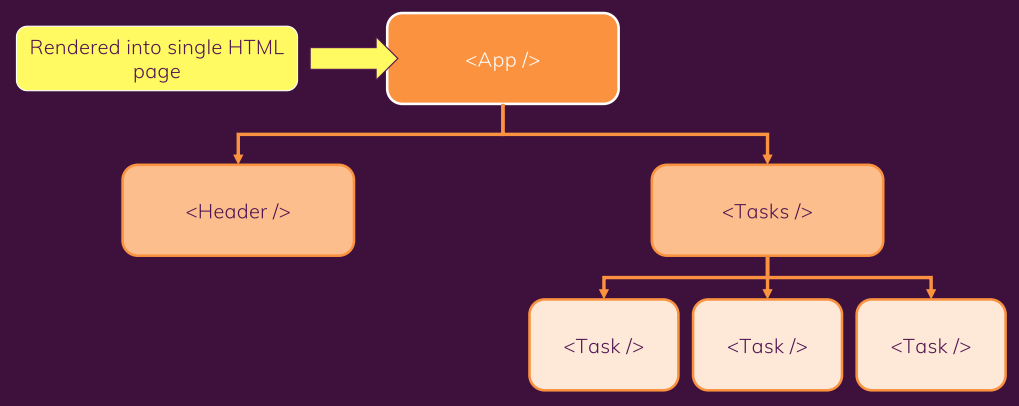 Rendered into single HTML
page
<App />
<Header />
<Tasks />
<Task />
<Task />
<Task />